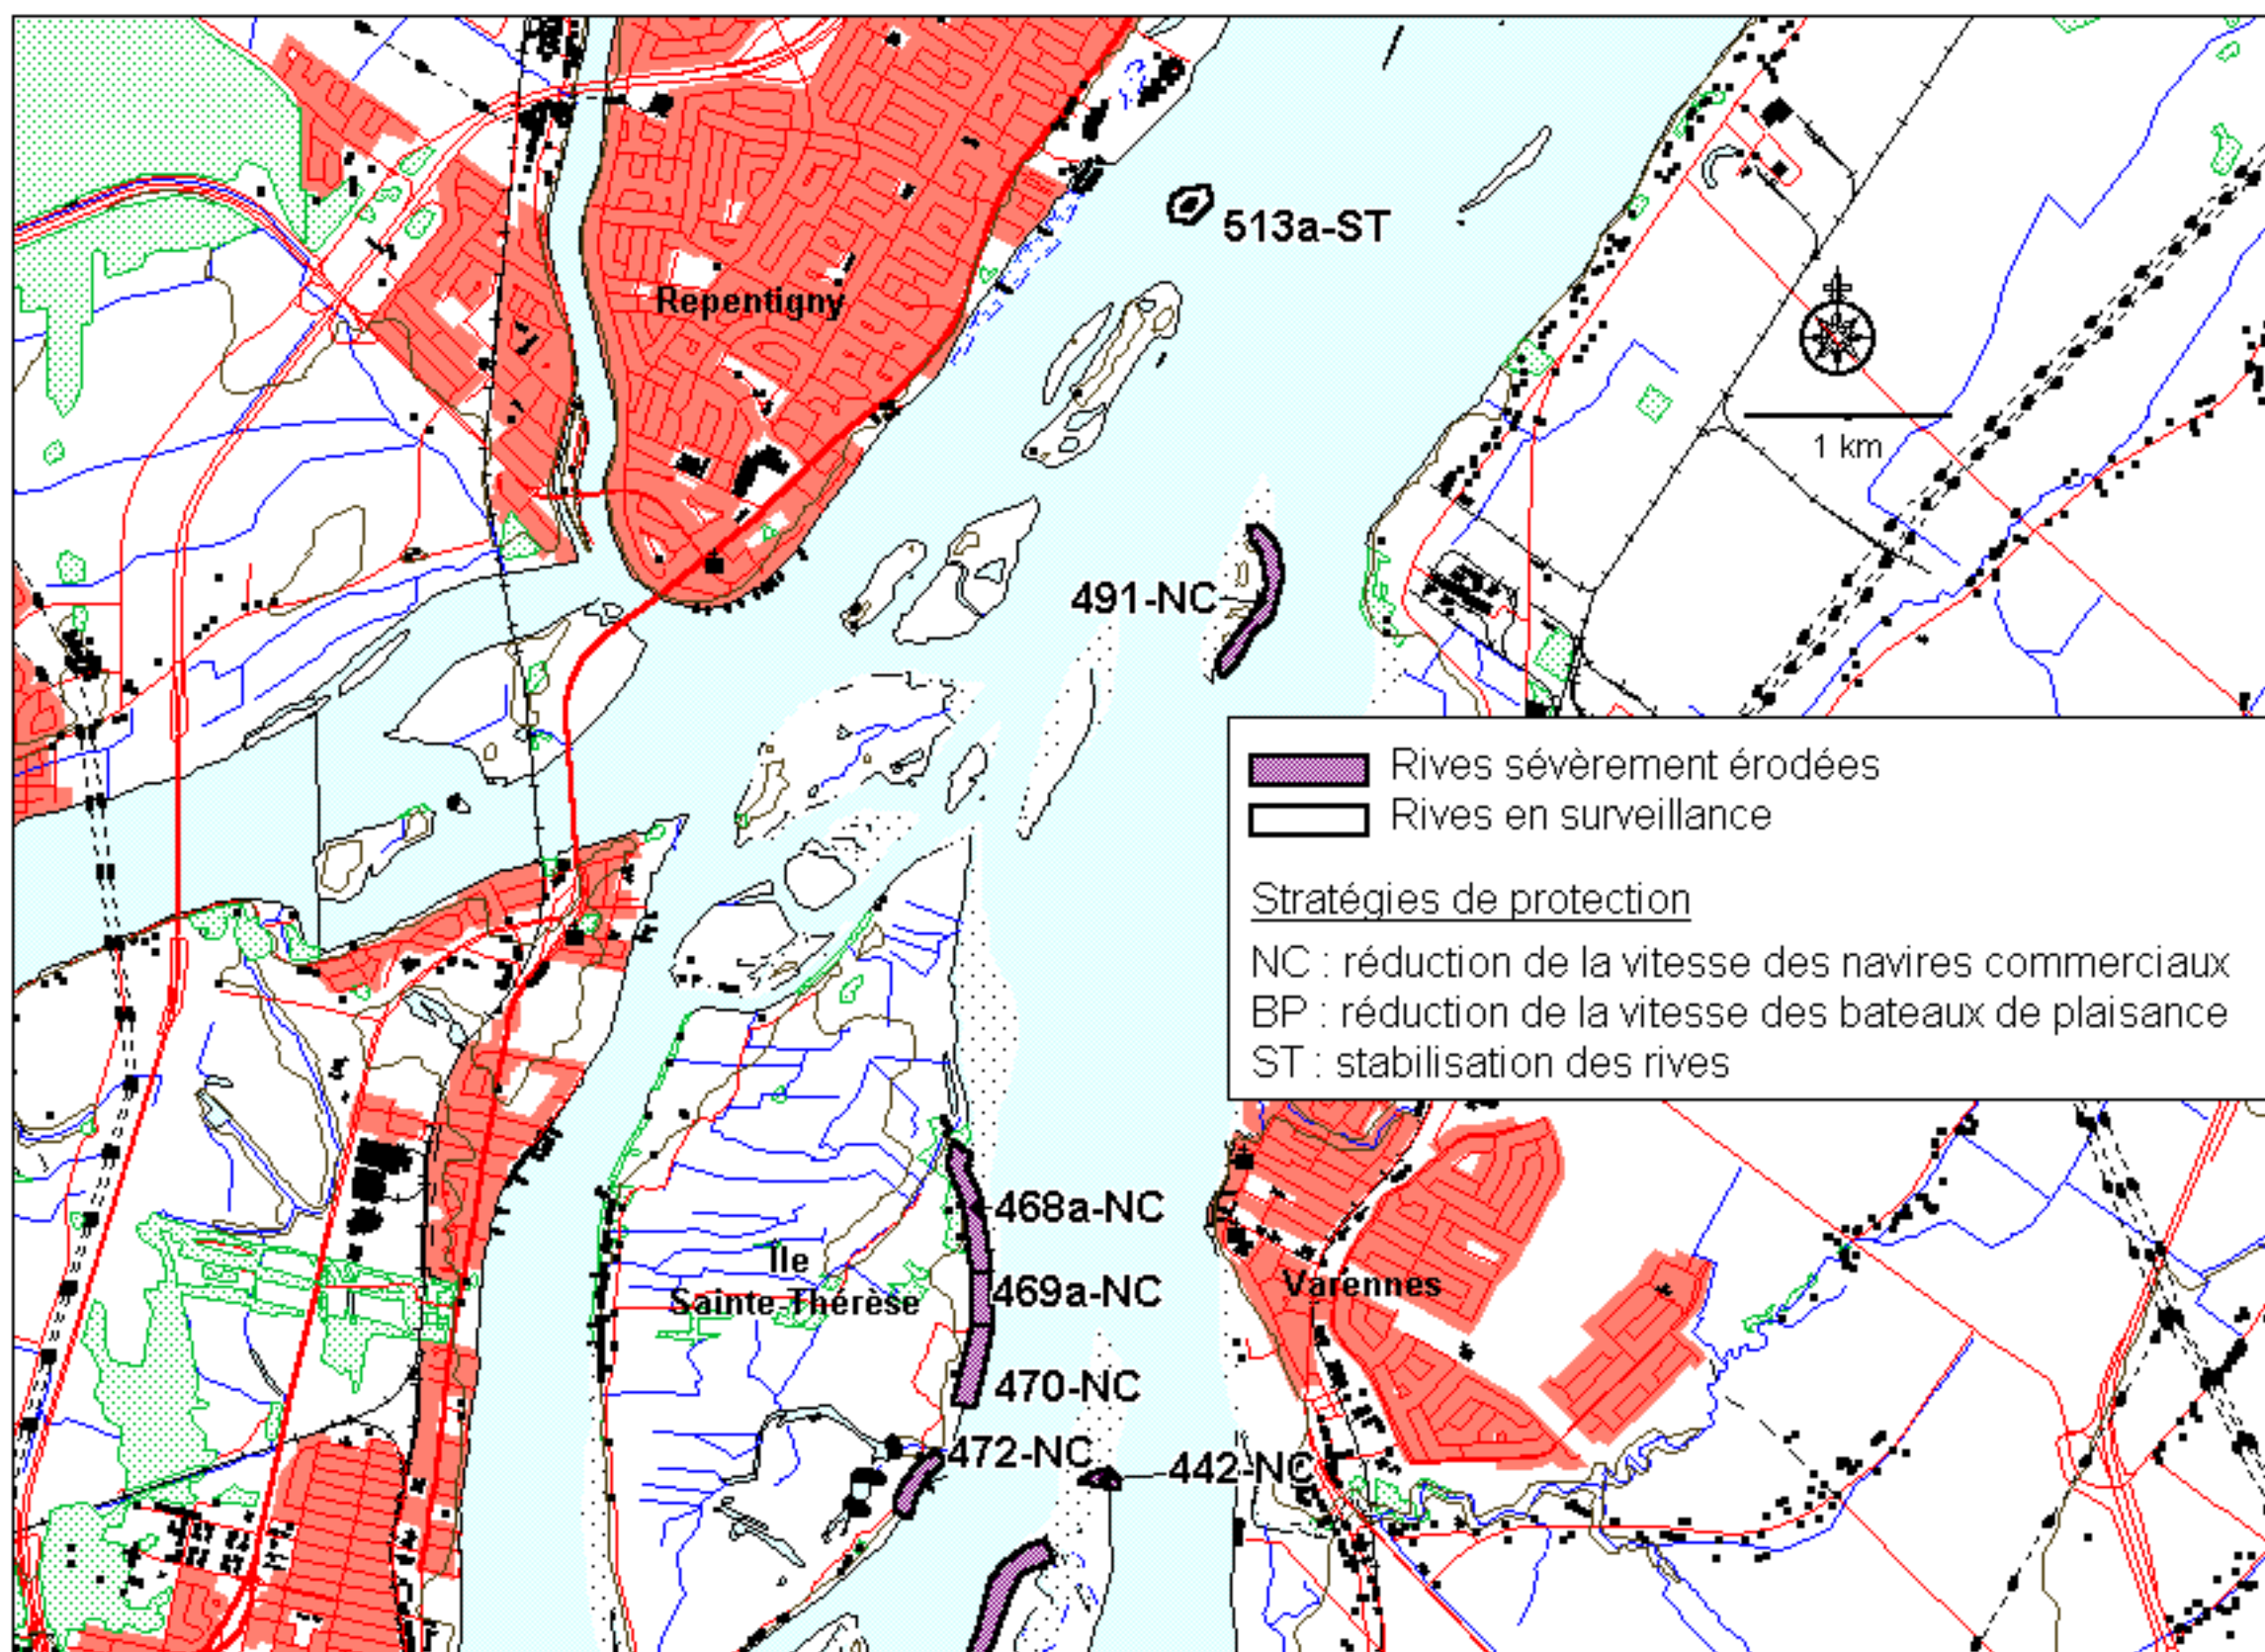 513a-ST
Repentigny
1 km
491-NC
Rives sévèrement érodées
Rives en surveillance
Stratégies de protection
NC : réduction de la vitesse des navires commerciaux
BP : réduction de la vitesse des bateaux de plaisance
ST : stabilisation des rives
468a-NC
Île
Sainte-Thérèse
469a-NC
Varennes
470-NC
472-NC
442-NC